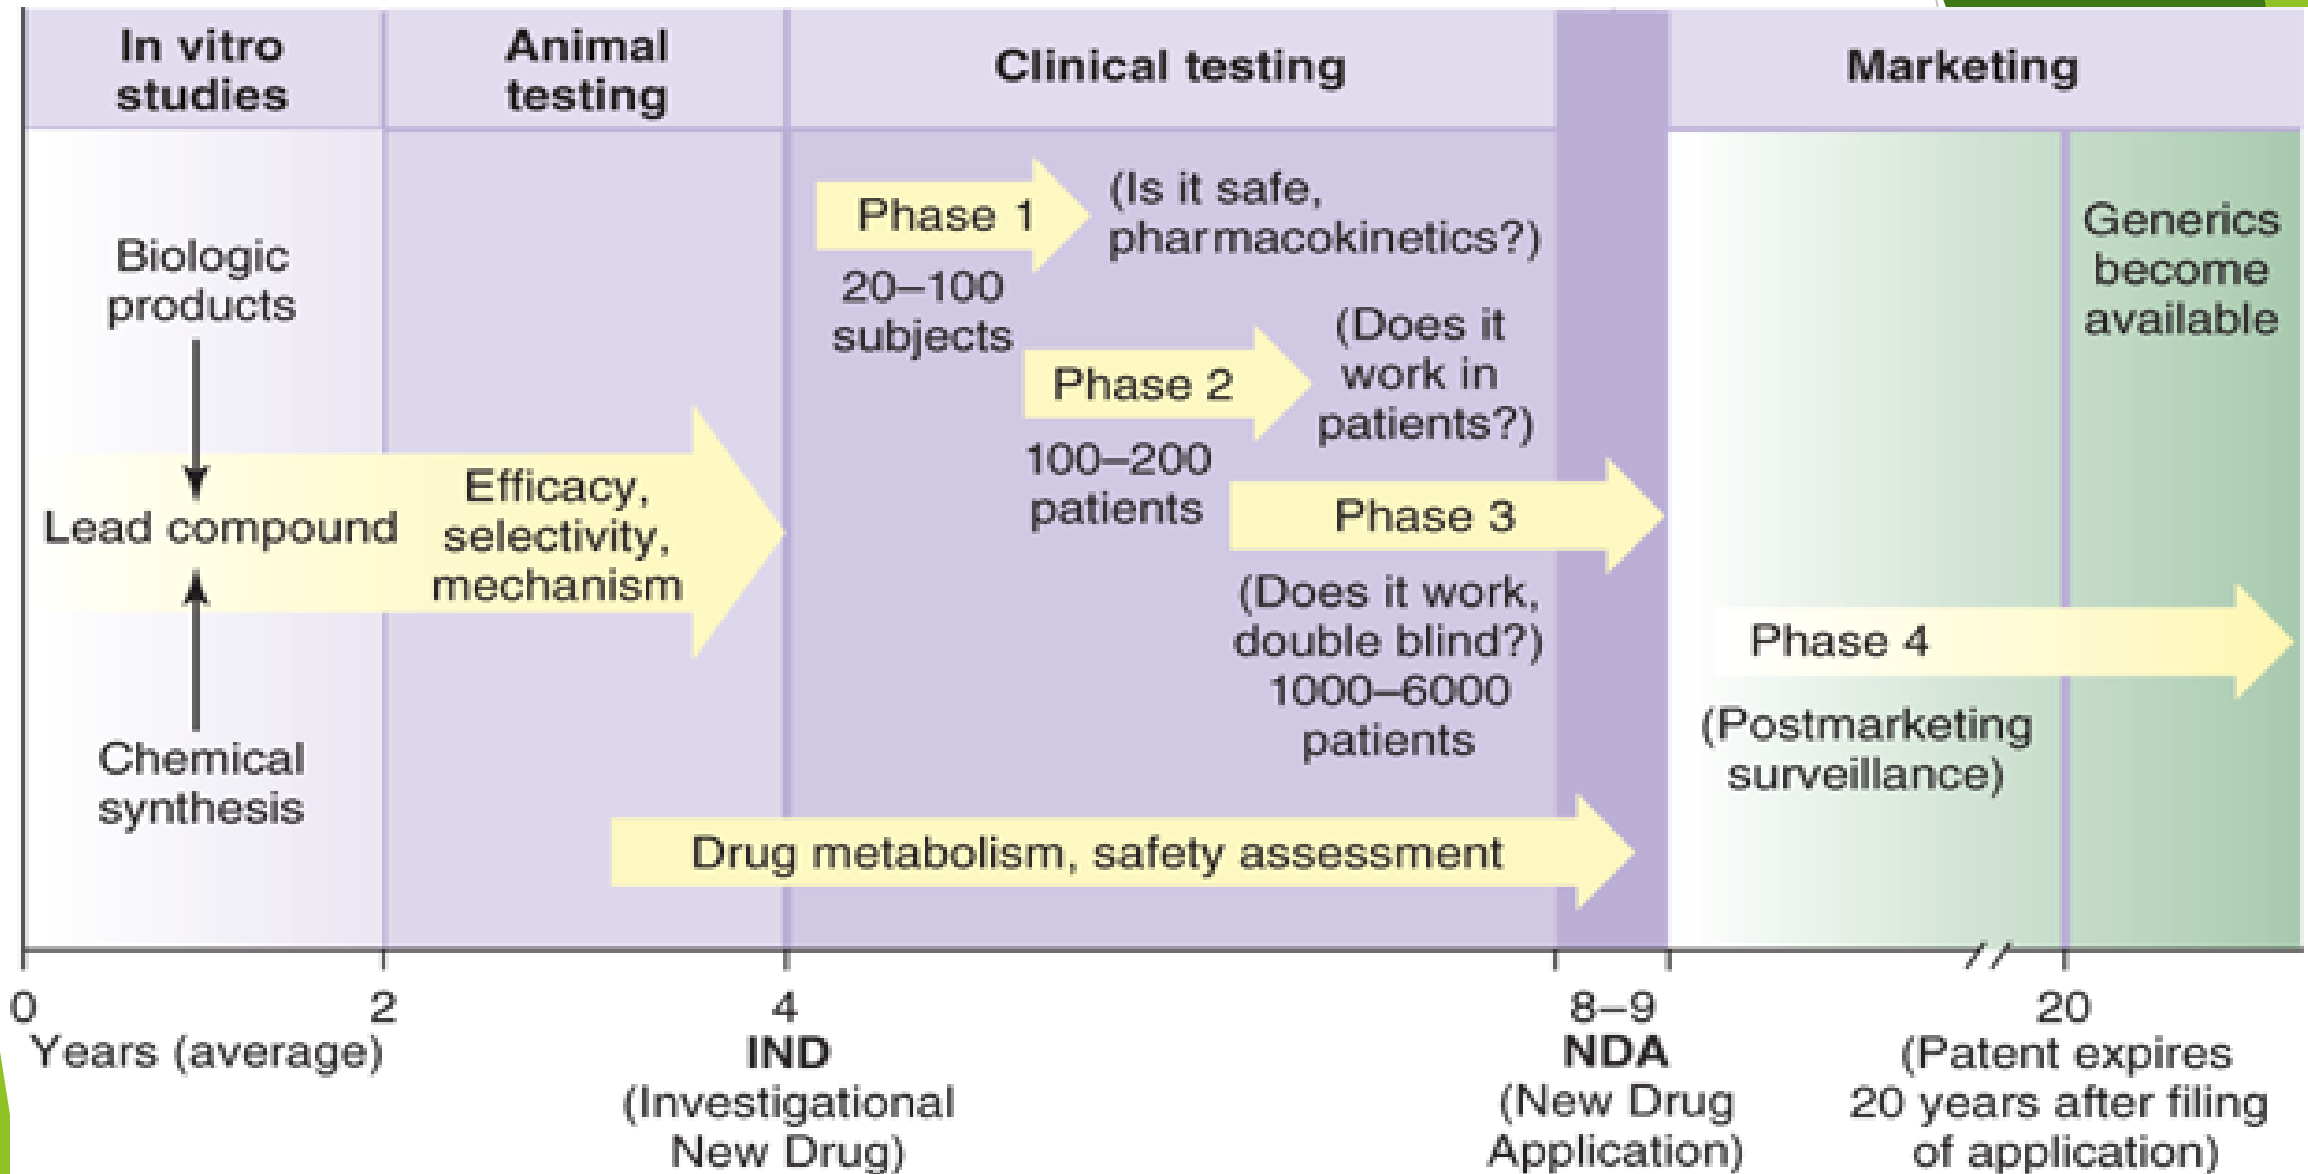 In vitro
studies
Animal
testing
Clinical testing
Marketing
Biologic
products
Lead compound
Chemical
synthesis
Efficacy,
selectivity,
mechanism
Phase 1
(Is it safe,
pharmacokinetics?)
20–100
subjects
Phase 2
(Does it
work in
patients?)
100–200
patients
Phase 3
(Does it work,
double blind?)
1000–6000
patients
Drug metabolism, safety assessment
Generics
become
available
Phase 4
(Postmarketing
surveillance)
0
2
4
8–9
20
Years (average)
IND
(Investigational
New Drug)
NDA
(New Drug
Application)
(Patent expires
20 years after filing
of application)